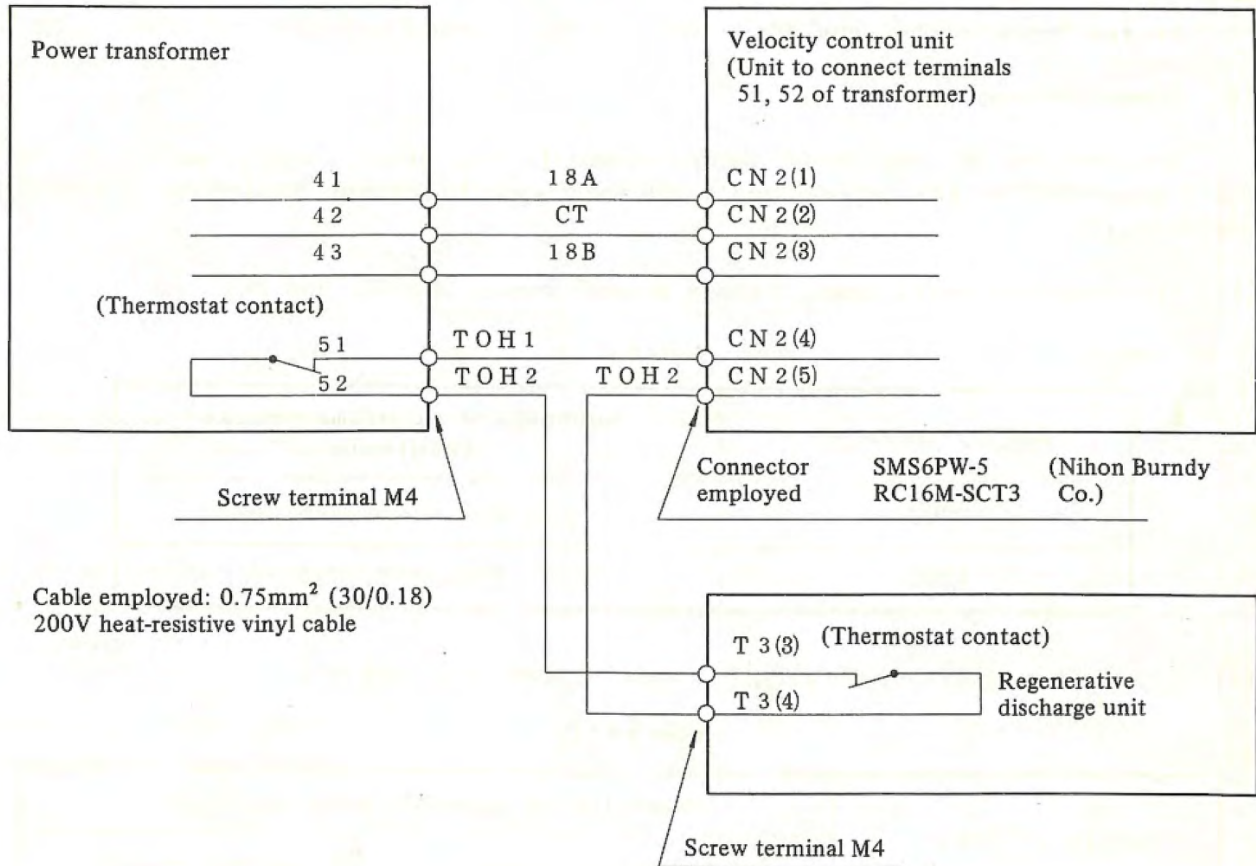 Power transformer
Velocity control unit
(Unit to connect terminals
51, 52 of transformer)
41 18A CN2(1)
42 CT CN2(2)
43 18B CN2(3)
(Thermostat contact)
51 TOH1 CN2(4)
52 TOH2 TOH2 CN2(5)
Screw terminal M4
Connector SMS6PW-5 (Nihon Burndy
employed RC16M-SCT3 Co.)
Cable employed: 0.75mm² (30/0.18)
200V heat-resistive vinyl cable
T3(3) (Thermostat contact)
T3(4)
Regenerative
discharge unit
Screw terminal M4